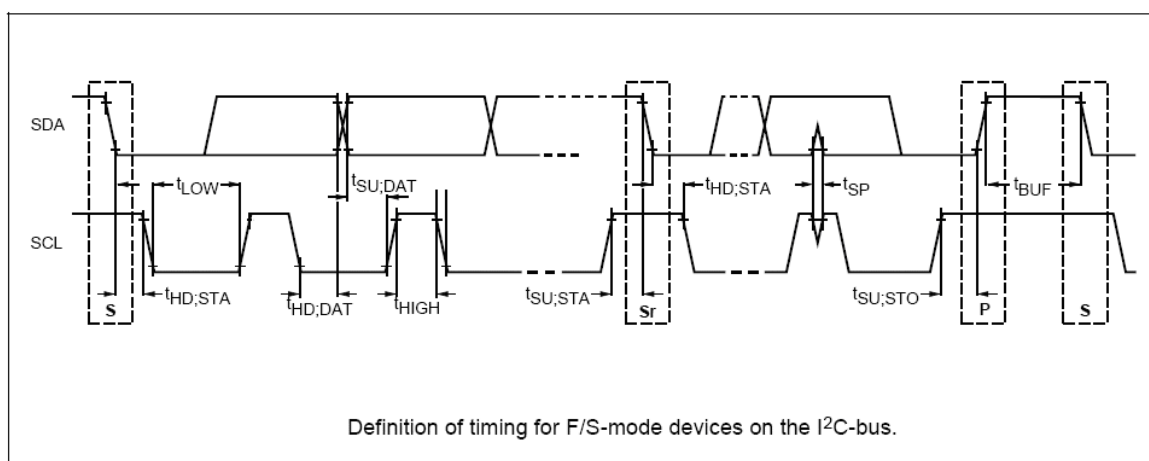 SDA
tLOW
tSU;DAT
tHD;STA
tSP
tBUF
SCL
tHD;STA
tHD;DAT
tHIGH
tSU;STA
tSU;STO
S
Sr
P
S
Definition of timing for F/S-mode devices on the I²C-bus.